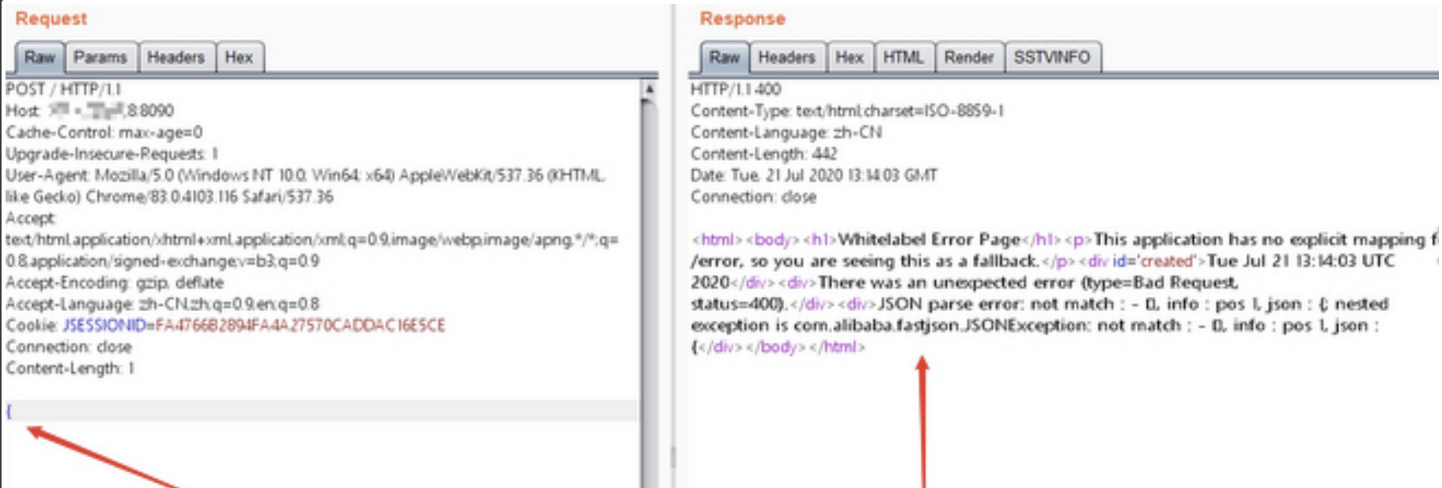 Request
Raw Params Headers Hex
POST / HTTP/1.1
Host: .8:8090
Cache-Control: max-age=0
Upgrade-Insecure-Requests: 1
User-Agent: Mozilla/5.0 (Windows NT 10.0; Win64; x64) AppleWebKit/537.36 (KHTML,
like Gecko) Chrome/83.0.4103.116 Safari/537.36
Accept:
text/html,application/xhtml+xml,application/xml;q=0.9,image/webp,image/apng,*/*;q=
0.8,application/signed-exchange;v=b3;q=0.9
Accept-Encoding: gzip, deflate
Accept-Language: zh-CN,zh;q=0.9,en;q=0.8
Cookie: JSESSIONID=FA4766B2894FA4A27570CADDAC16E5CE
Connection: close
Content-Length: 1
{
Response
Raw Headers Hex HTML Render SSTVINFO
HTTP/1.1 400
Content-Type: text/html;charset=ISO-8859-1
Content-Language: zh-CN
Content-Length: 442
Date: Tue, 21 Jul 2020 13:14:03 GMT
Connection: close
<html><body><h1>Whitelabel Error Page</h1><p>This application has no explicit mapping f
/error, so you are seeing this as a fallback.</p><div id='created'>Tue Jul 21 13:14:03 UTC
2020</div><div>There was an unexpected error (type=Bad Request,
status=400).</div><div>JSON parse error: not match : - 0, info : pos 1, json : {; nested
exception is com.alibaba.fastjson.JSONException: not match : - 0, info : pos 1, json :
{</div></body></html>